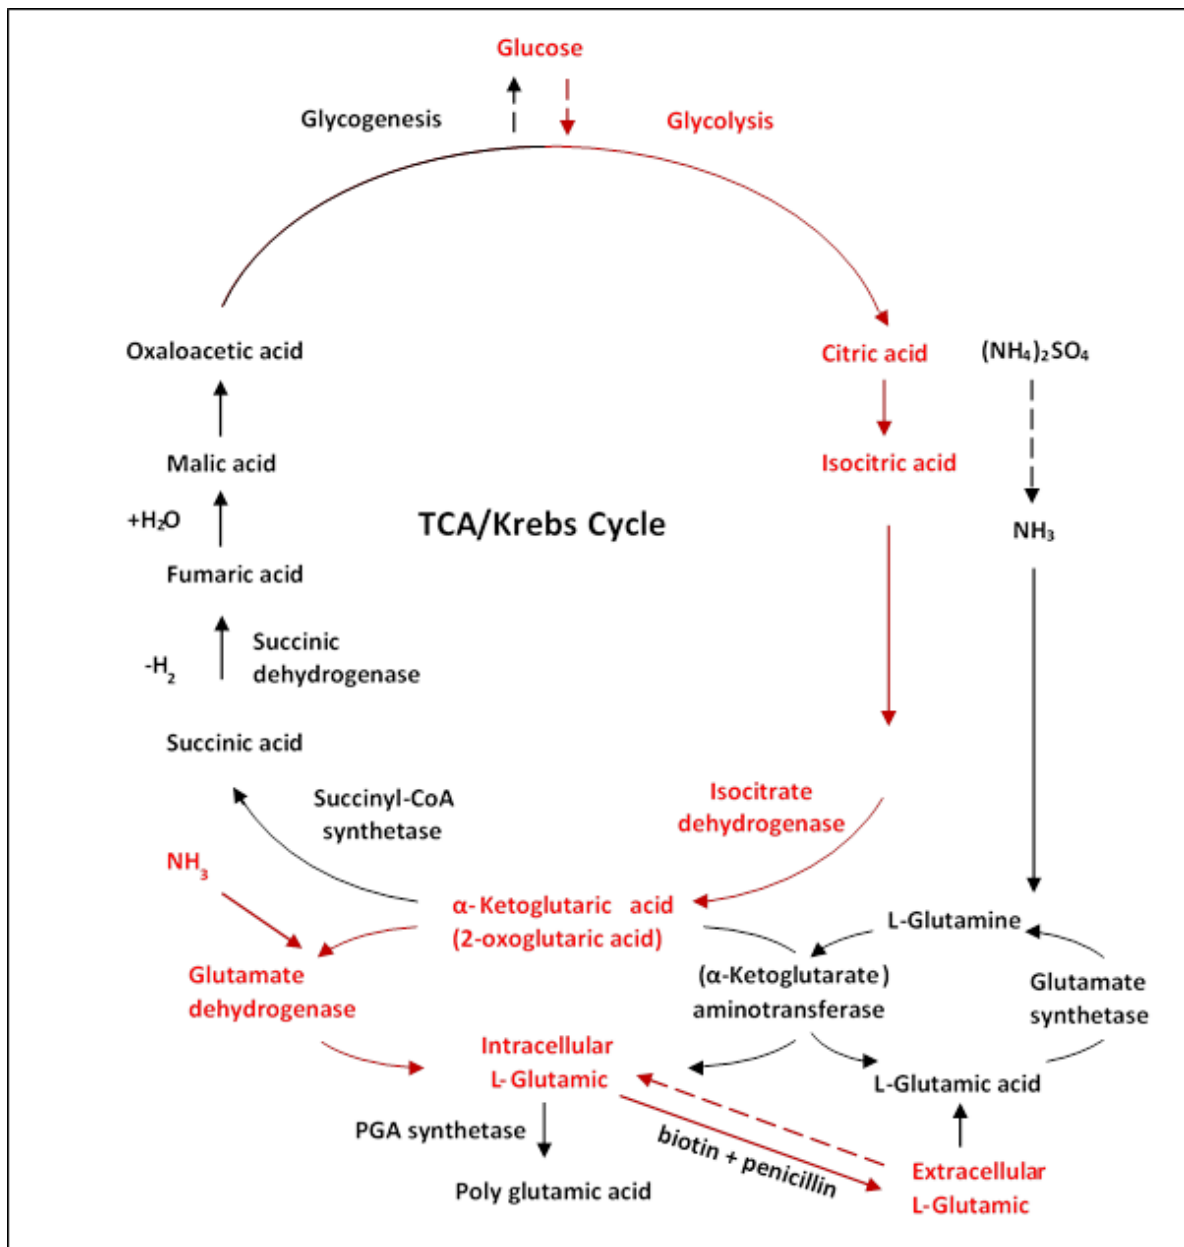 Glucose
Glycogenesis
Glycolysis
Oxaloacetic acid
Citric acid
(NH₄)₂SO₄
Malic acid
Isocitric acid
+H₂O
TCA/Krebs Cycle
NH₃
Fumaric acid
-H₂
Succinic
dehydrogenase
Succinic acid
Succinyl-CoA
synthetase
Isocitrate
dehydrogenase
NH₃
α-Ketoglutaric acid
(2-oxoglutaric acid)
L-Glutamine
Glutamate
dehydrogenase
(α-Ketoglutarate)
aminotransferase
Glutamate
synthetase
Intracellular
L-Glutamic
L-Glutamic acid
PGA synthetase
biotin + penicillin
Poly glutamic acid
Extracellular
L-Glutamic